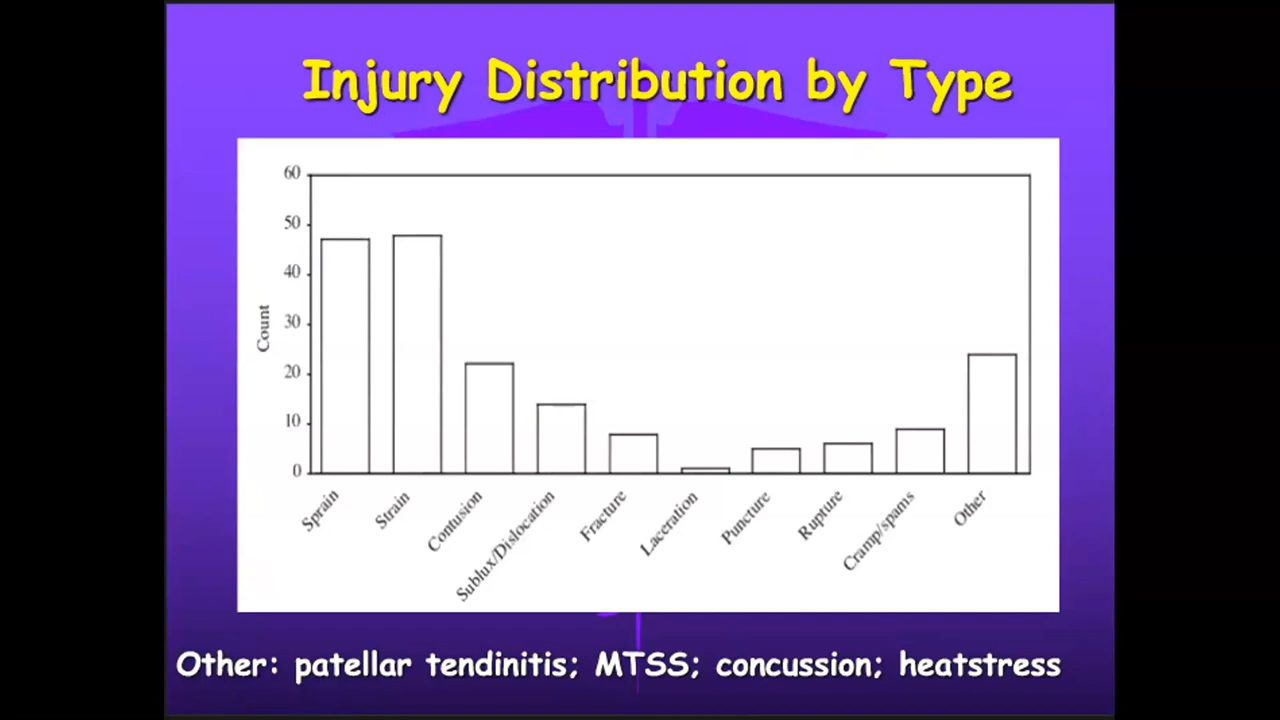 Injury Distribution by Type
60
50
40
30
20
10
0
Count
Sprain
Strain
Contusion
Sublux/Dislocation
Fracture
Laceration
Puncture
Rupture
Cramp/spams
Other
Other: patellar tendinitis; MTSS; concussion; heatstress